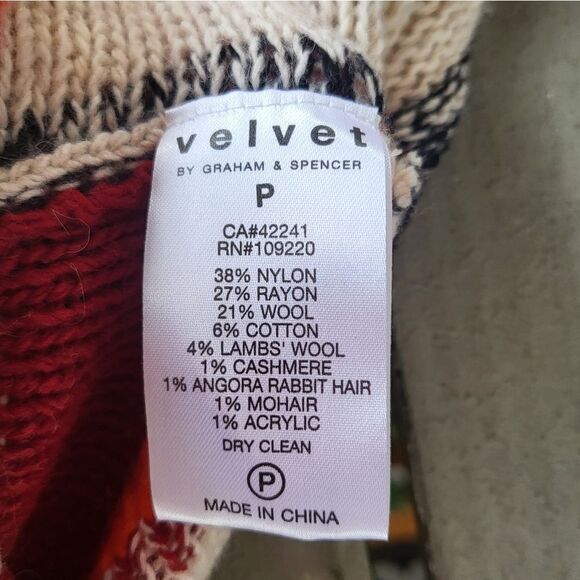 velvet
BY GRAHAM & SPENCER
P
CA#42241
RN#109220
38% NYLON
27% RAYON
21% WOOL
6% COTTON
4% LAMBS' WOOL
1% CASHMERE
1% ANGORA RABBIT HAIR
1% MOHAIR
1% ACRYLIC
DRY CLEAN
P
MADE IN CHINA